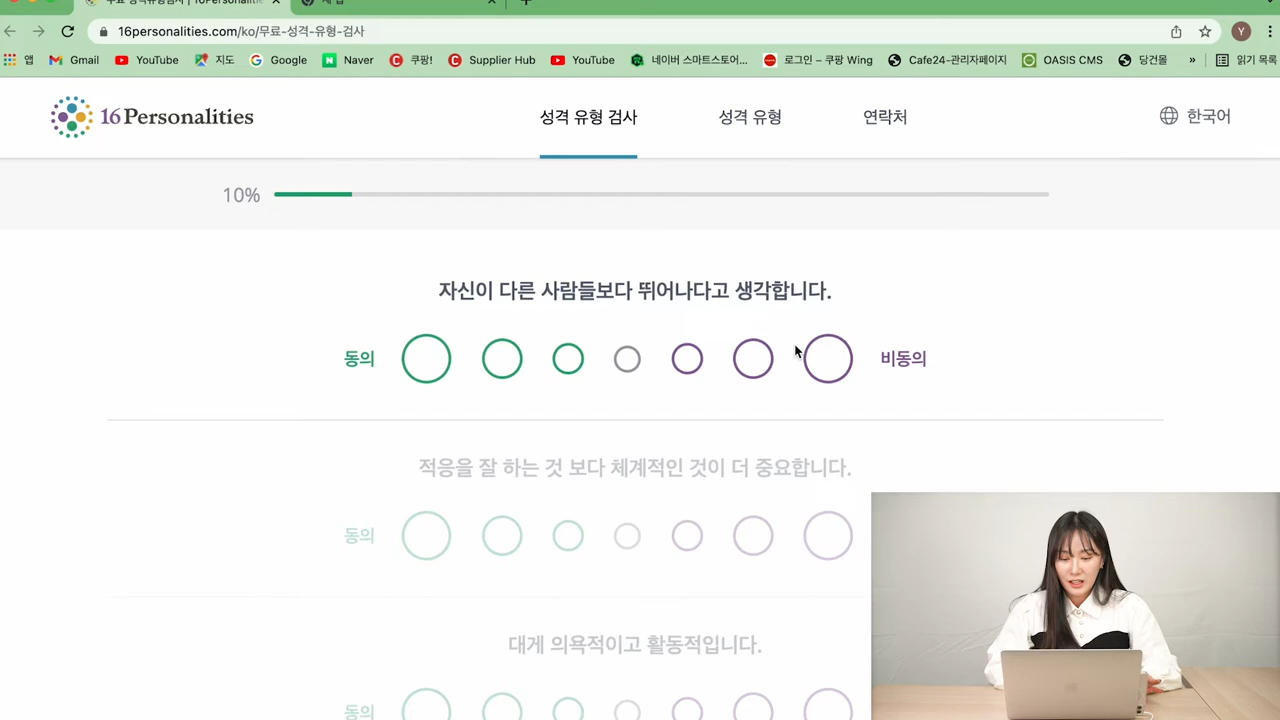 16personalities.com/ko/무료-성격-유형-검사
Y
앱 Gmail YouTube 지도 Google Naver 쿠팡! Supplier Hub YouTube 네이버 스마트스토어... 로그인 – 쿠팡 Wing Cafe24-관리자페이지 OASIS CMS 당건몰 » 읽기 목록
16Personalities
성격 유형 검사 성격 유형 연락처 한국어
10%
자신이 다른 사람들보다 뛰어나다고 생각합니다.
동의 비동의
적응을 잘 하는 것 보다 체계적인 것이 더 중요합니다.
동의
대게 의욕적이고 활동적입니다.
동의